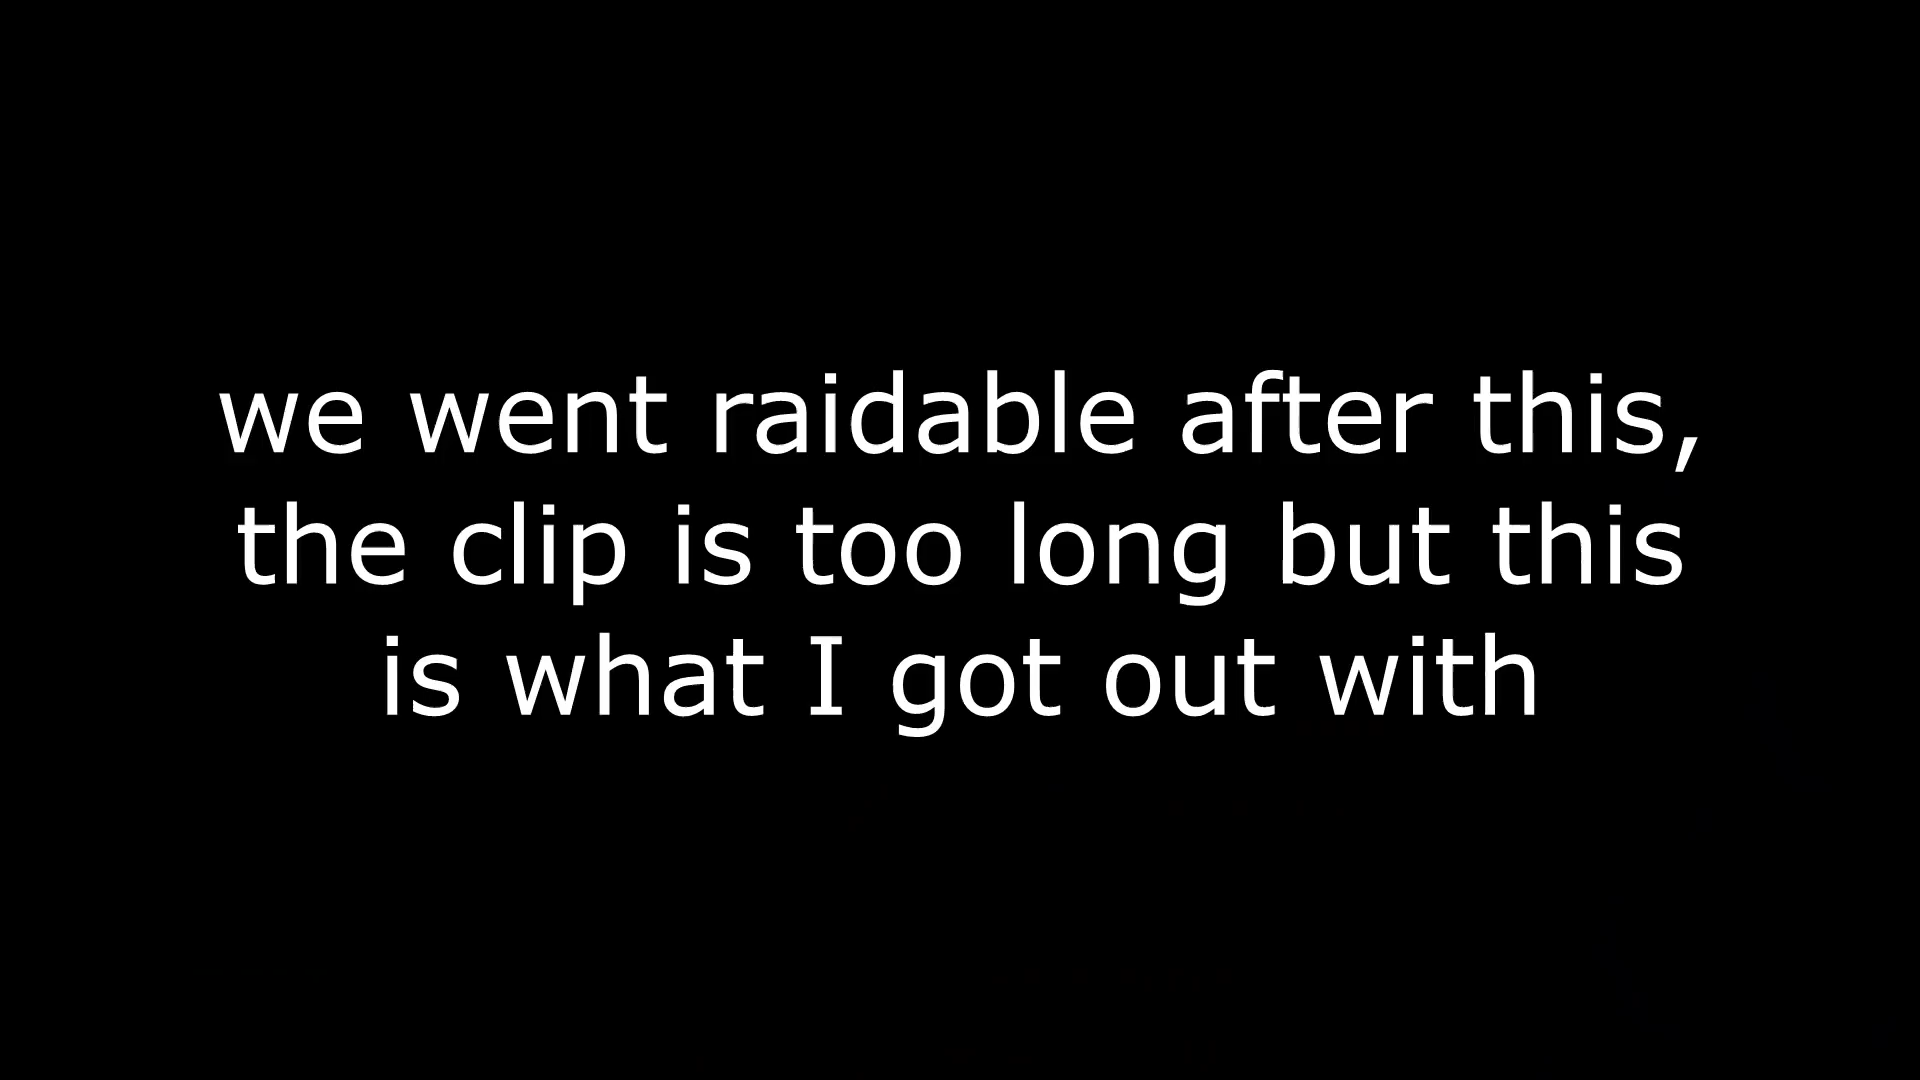 we went raidable after this,
the clip is too long but this
is what I got out with